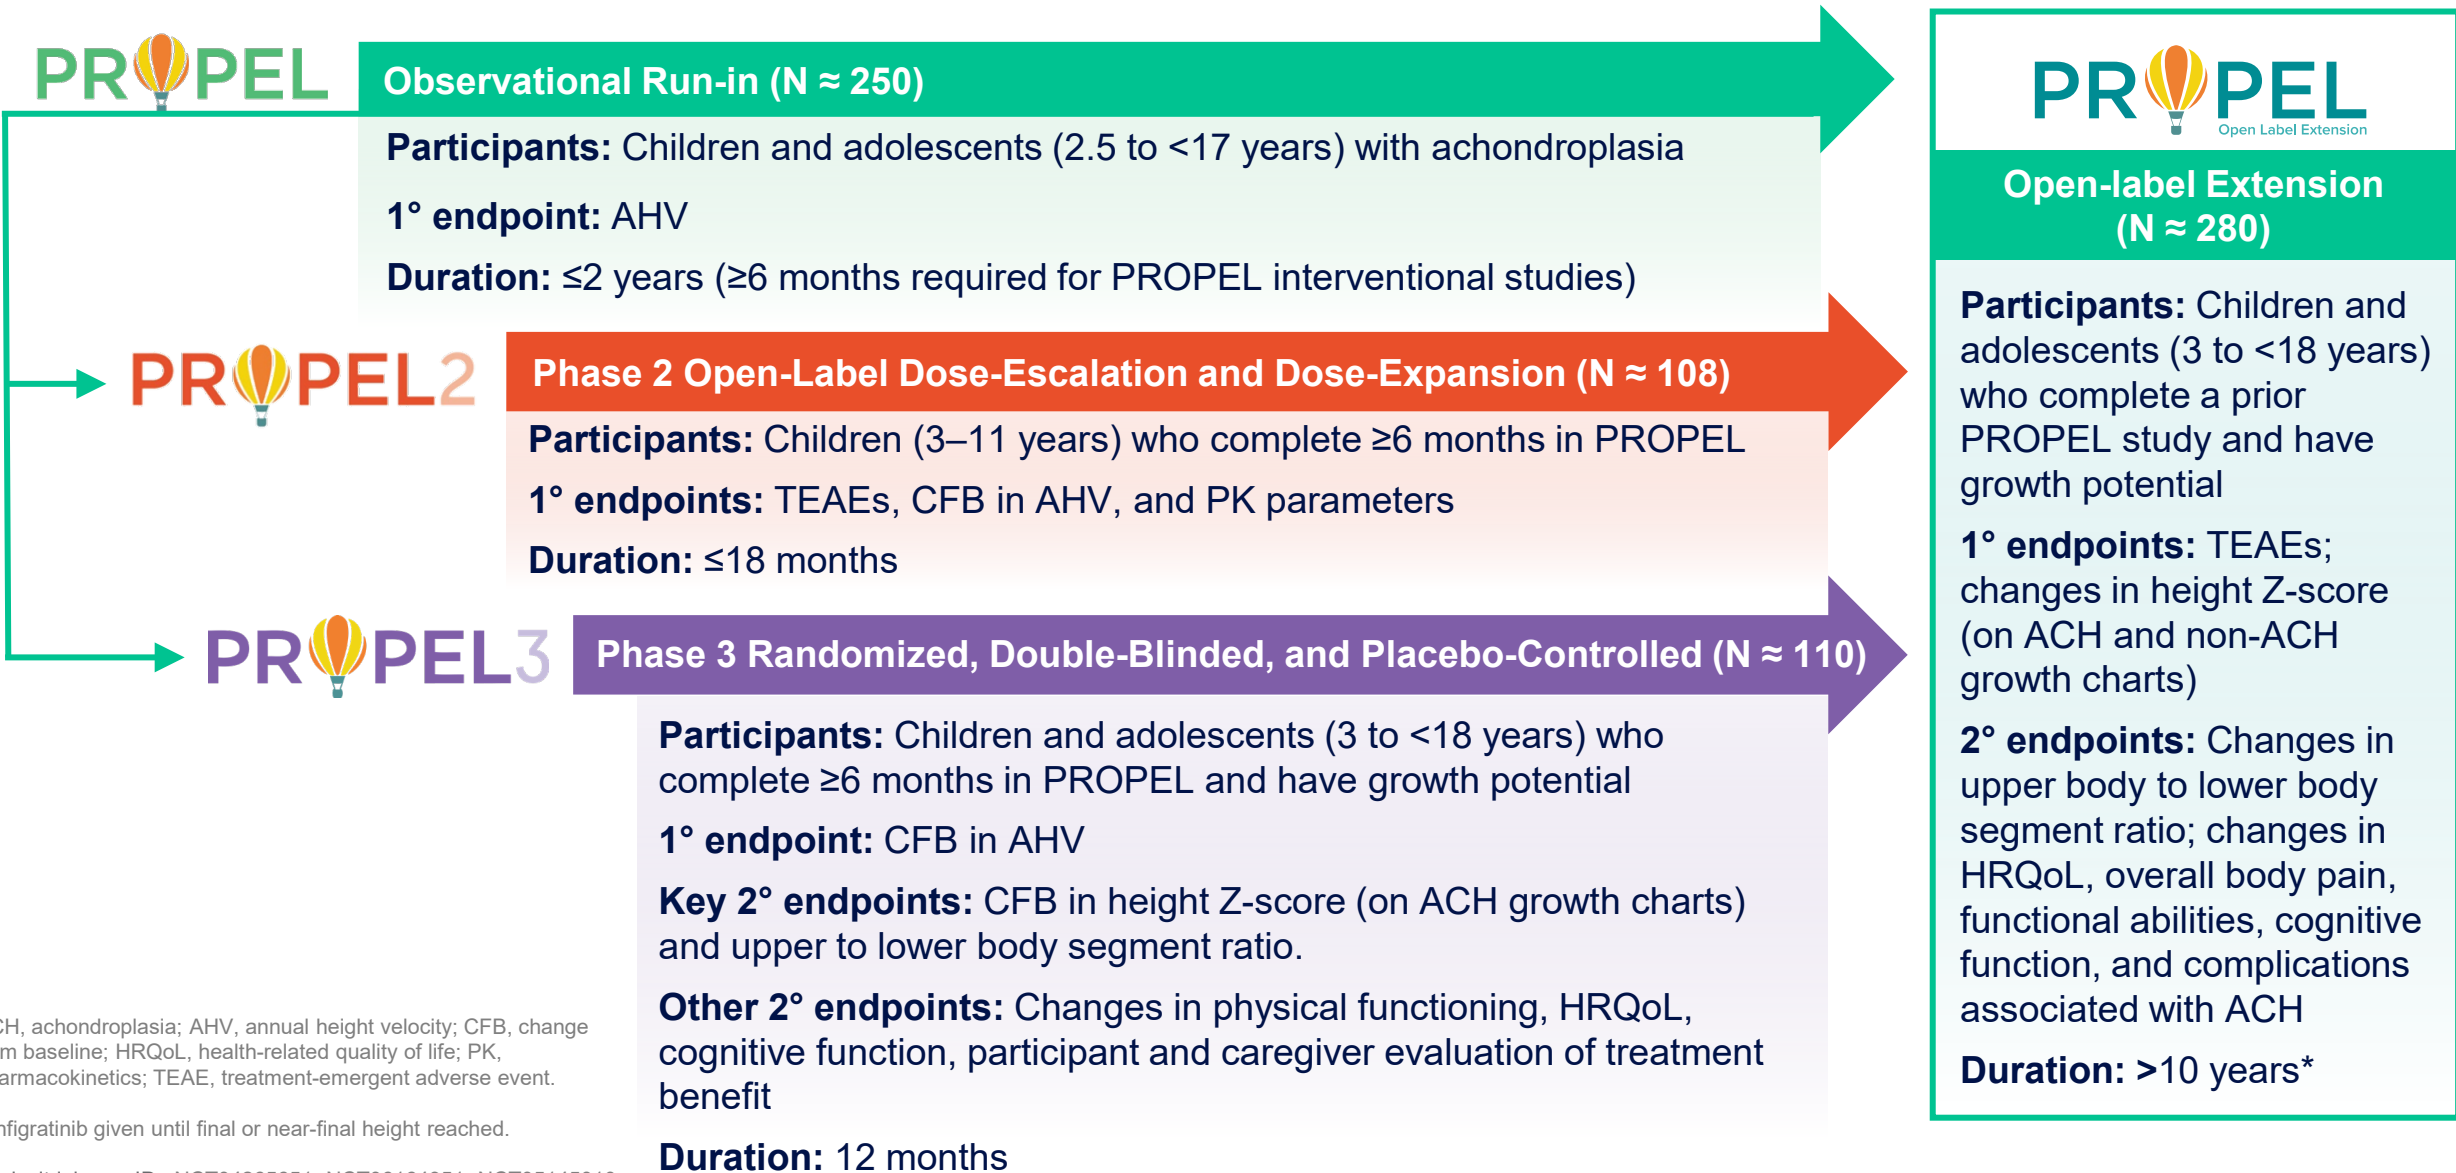 PROPEL
Observational Run-in (N ≈ 250)
Participants: Children and adolescents (2.5 to <17 years) with achondroplasia
1° endpoint: AHV
Duration: ≤2 years (≥6 months required for PROPEL interventional studies)
PROPEL2
Phase 2 Open-Label Dose-Escalation and Dose-Expansion (N ≈ 108)
Participants: Children (3–11 years) who complete ≥6 months in PROPEL
1° endpoints: TEAEs, CFB in AHV, and PK parameters
Duration: ≤18 months
PROPEL3
Phase 3 Randomized, Double-Blinded, and Placebo-Controlled (N ≈ 110)
Participants: Children and adolescents (3 to <18 years) who
complete ≥6 months in PROPEL and have growth potential
1° endpoint: CFB in AHV
Key 2° endpoints: CFB in height Z-score (on ACH growth charts)
and upper to lower body segment ratio.
Other 2° endpoints: Changes in physical functioning, HRQoL,
cognitive function, participant and caregiver evaluation of treatment
benefit
Duration: 12 months
PROPEL
Open Label Extension
Open-label Extension
(N ≈ 280)
Participants: Children and
adolescents (3 to <18 years)
who complete a prior
PROPEL study and have
growth potential
1° endpoints: TEAEs;
changes in height Z-score
(on ACH and non-ACH
growth charts)
2° endpoints: Changes in
upper body to lower body
segment ratio; changes in
HRQoL, overall body pain,
functional abilities, cognitive
function, and complications
associated with ACH
Duration: >10 years*
CH, achondroplasia; AHV, annual height velocity; CFB, change
m baseline; HRQoL, health-related quality of life; PK,
armacokinetics; TEAE, treatment-emergent adverse event.
nfigratinib given until final or near-final height reached.